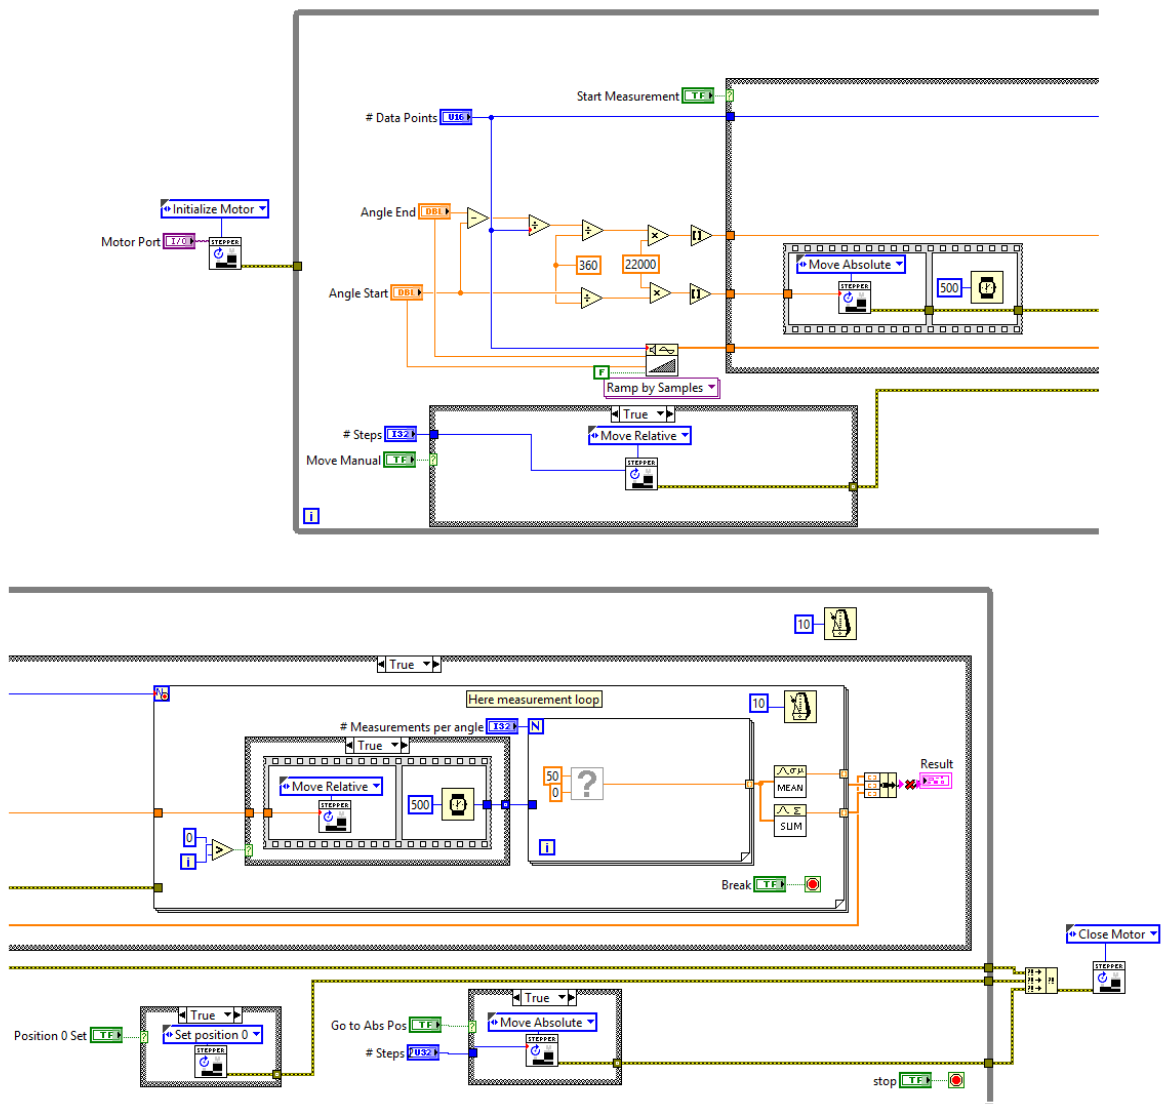 Start Measurement TF ?
# Data Points U16
Initialize Motor
Angle End DBL
Motor Port I/O STEPPER
360 22000
Move Absolute
500
STEPPER
Angle Start DBL
F
Ramp by Samples
True
# Steps I32
Move Relative
Move Manual TF ?
STEPPER
i
10
True
N
Here measurement loop
10
# Measurements per angle I32 N
True
Move Relative
STEPPER
500
50
0
?
MEAN
SUM
Result
0
i
>
?
i
Break TF
Close Motor
STEPPER
True
Position 0 Set TF ?
Set position 0
STEPPER
True
Go to Abs Pos TF ?
Move Absolute
# Steps U32
STEPPER
stop TF